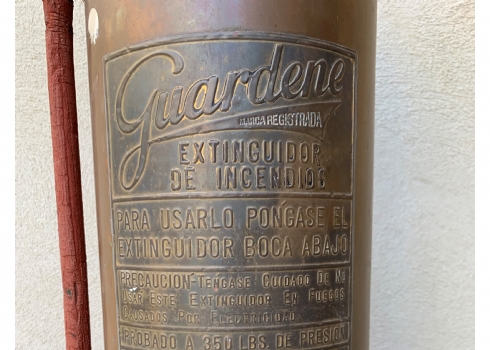 Guardene
MARCA REGISTRADA
EXTINGUIDOR
DE INCENDIOS
PARA USARLO PONGASE EL
EXTINGUIDOR BOCA ABAJO
PRECAUCION-TENGASE CUIDADO DE NO
USAR ESTE EXTINGUIDOR EN FUEGOS
CAUSADOS POR ELECTRICIDAD
APROBADO A 350 LBS. DE PRESION